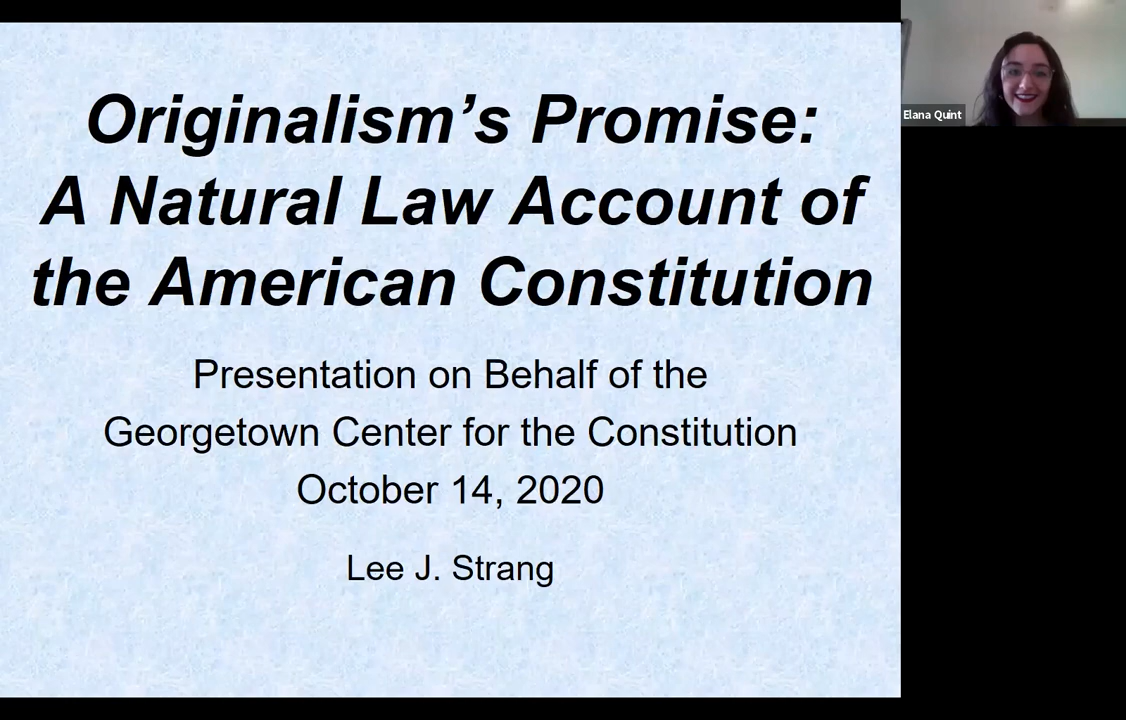 Originalism’s Promise:
A Natural Law Account of
the American Constitution
Presentation on Behalf of the
Georgetown Center for the Constitution
October 14, 2020
Lee J. Strang
Elana Quint